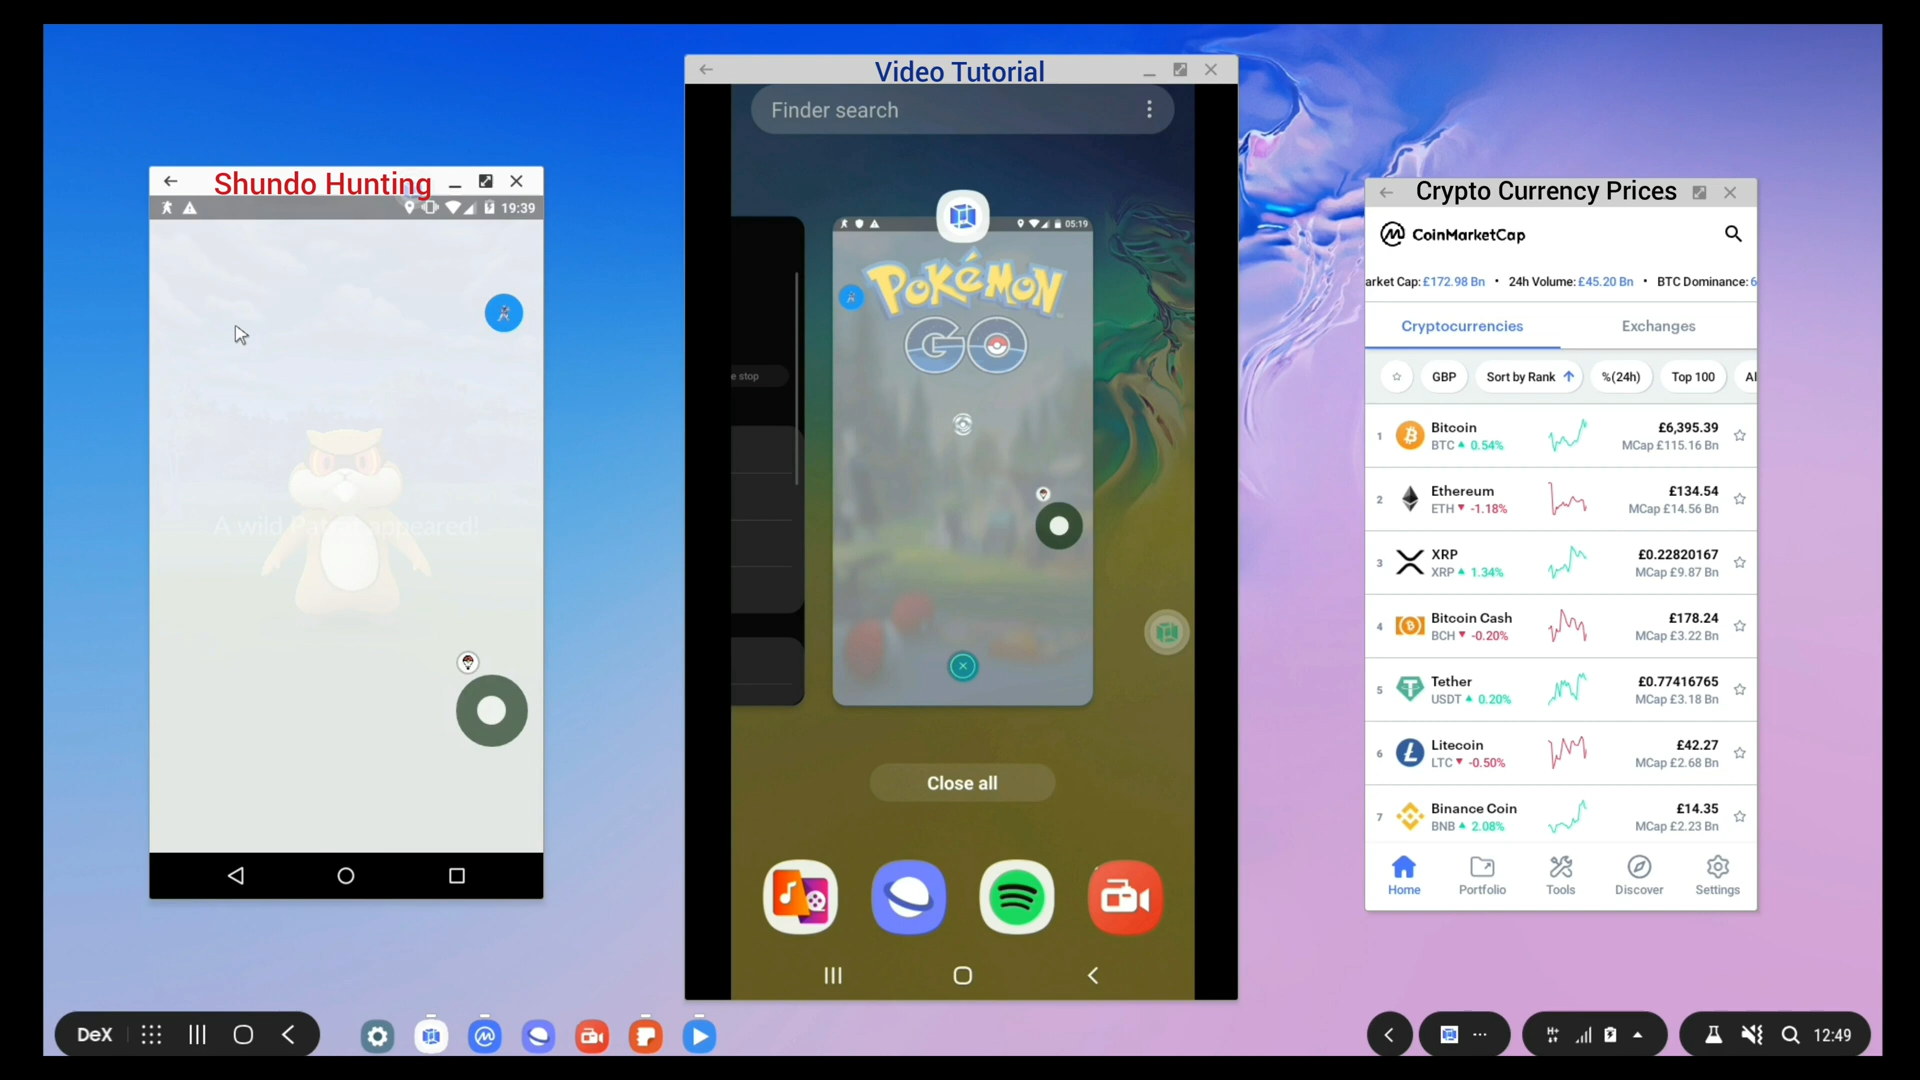 Shundo Hunting
19:39
A wild Patrat appeared!
Video Tutorial
Finder search
05:19
POKÉMON
GO
e stop
Close all
Crypto Currency Prices
CoinMarketCap
arket Cap: £172.98 Bn • 24h Volume: £45.20 Bn • BTC Dominance: 6
Cryptocurrencies Exchanges
GBP Sort by Rank %(24h) Top 100 Al
1 Bitcoin £6,395.39
BTC 0.54% MCap £115.16 Bn
2 Ethereum £134.54
ETH -1.18% MCap £14.56 Bn
3 XRP £0.22820167
XRP 1.34% MCap £9.87 Bn
4 Bitcoin Cash £178.24
BCH -0.20% MCap £3.22 Bn
5 Tether £0.77416765
USDT 0.20% MCap £3.18 Bn
6 Litecoin £42.27
LTC -0.50% MCap £2.68 Bn
7 Binance Coin £14.35
BNB 2.08% MCap £2.23 Bn
Home Portfolio Tools Discover Settings
DeX
H+
12:49